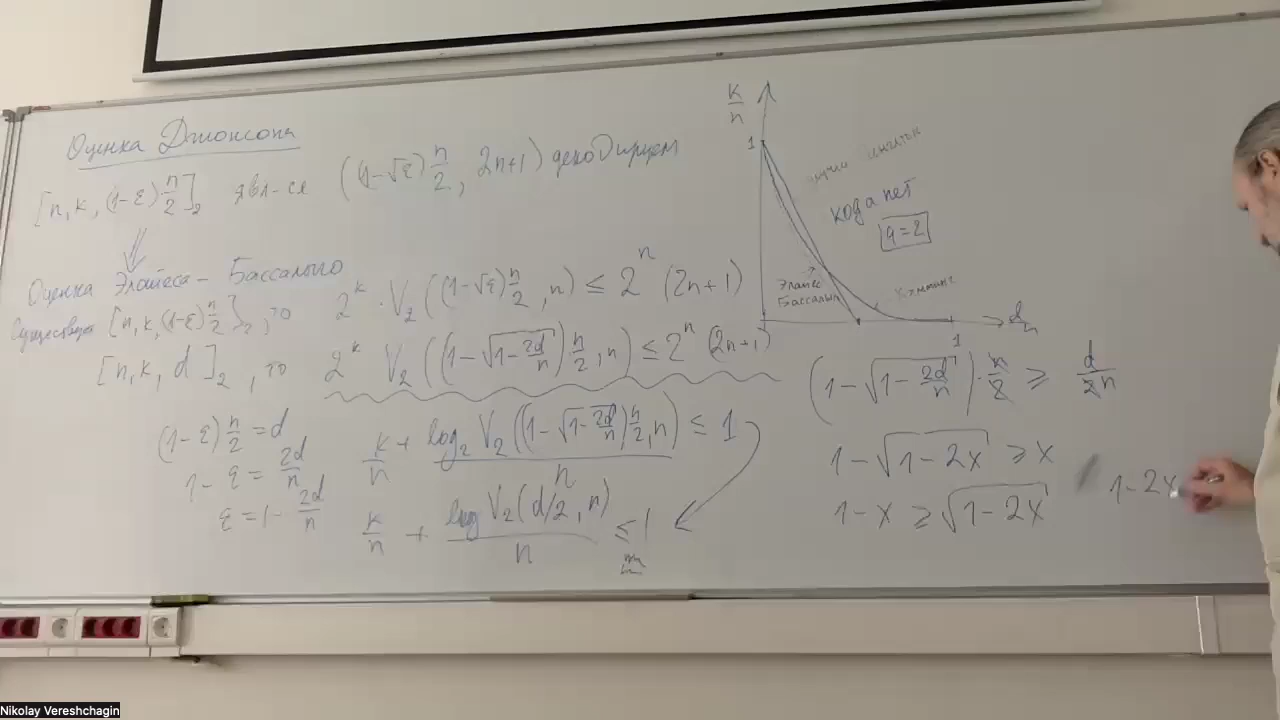 Оценка Джонсона
[n, k, (1-ε)n/2]₂ явл-ся ((1-√ε) n/2, 2n+1) декодируем
⇓
Оценка Элайеса - Бассалыго
Существует [n, k, (1-ε) n/2]₂, то 2^k · V₂((1-√ε) n/2, n) ≤ 2^n (2n+1)
[n, k, d]₂, то 2^k V₂((1-√(1-2d/n)) n/2, n) ≤ 2^n (2n+1)
(1-ε) n/2 = d
1-ε = 2d/n
ε = 1 - 2d/n
k/n + log₂ V₂((1-√(1-2d/n)) n/2, n) / n ≤ 1
k/n + log V₂(d/2, n) / n ≤ 1
k/n
1
кода нет
q=2
Элайес
Бассалыго
Хэмминг
1
d/n
(1-√(1-2d/n)) · n/2 ≥ d/2n
1-√(1-2x) ≥ x
1-x ≥ √(1-2x)
1-2x
Nikolay Vereshchagin